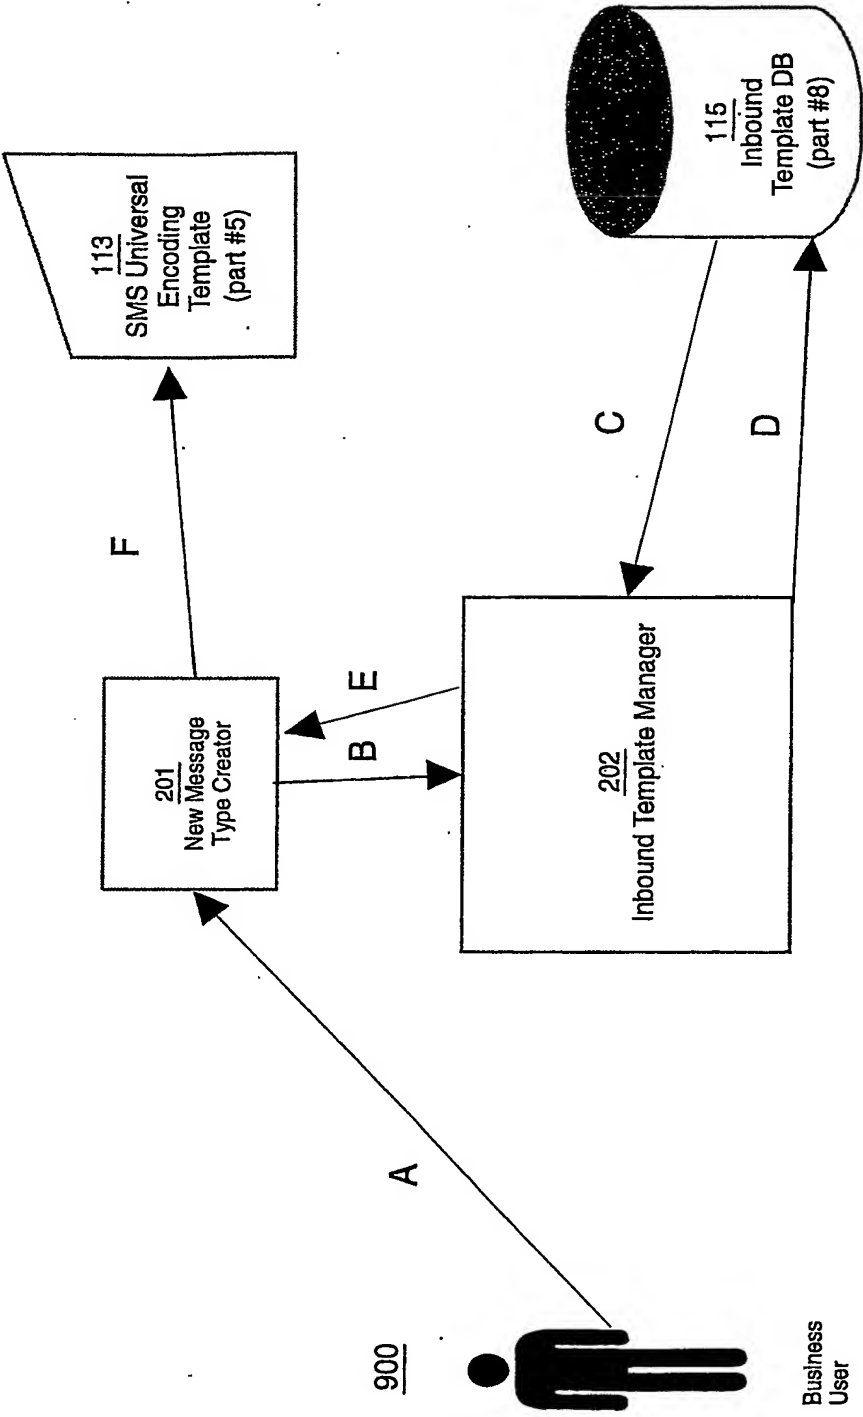 900
Business
User
A
201
New Message
Type Creator
B
E
202
Inbound Template Manager
F
C
D
113
SMS Universal
Encoding
Template
(part #5)
115
Inbound
Template DB
(part #8)